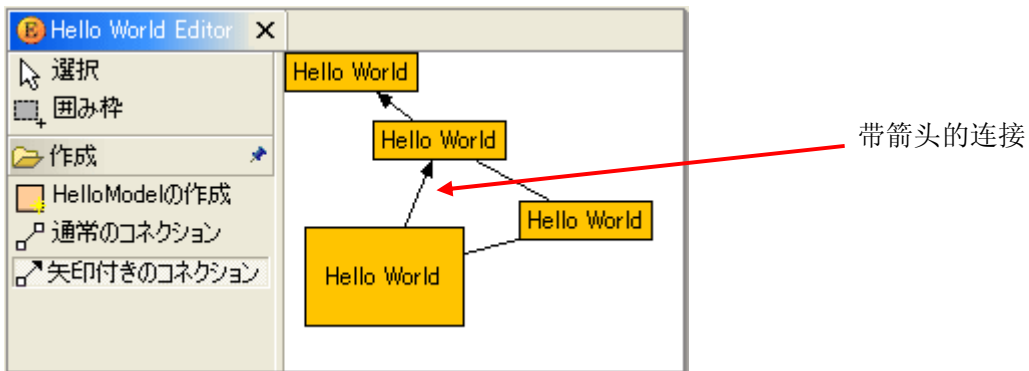 Hello World Editor
選択
囲み枠
作成
HelloModelの作成
通常のコネクション
矢印付きのコネクション
Hello World
Hello World
Hello World
Hello World
带箭头的连接